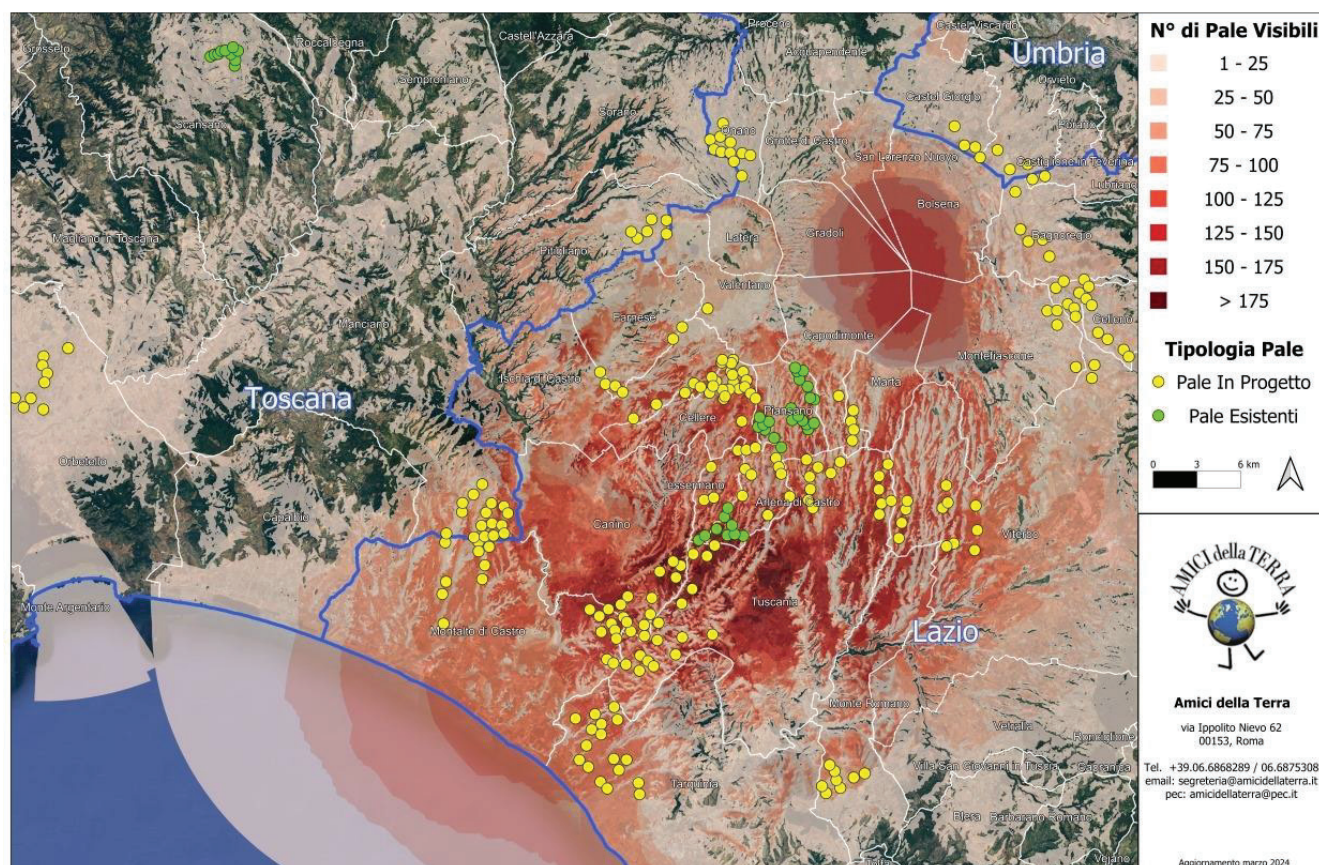 Grosseto
Roccalbegna
Castell'Azzara
Proceno
Castel Viscardo
Umbria
Acquapendente
Semproniano
Orvieto
Castel Giorgio
Scansano
Sorano
Onano
Grotte di Castro
San Lorenzo Nuovo
Porano
Castiglione in Teverina
Lubriano
Bolsena
Magliano in Toscana
Pitigliano
Latera
Gradoli
Bagnoregio
Valentano
Manciano
Farnese
Celleno
Capodimonte
Montefiascone
Ischia di Castro
Marta
Toscana
Cellere
Piansano
Orbetello
Tessennano
Arlena di Castro
Capalbio
Canino
Viterbo
Monte Argentario
Tuscania
Montalto di Castro
Lazio
Monte Romano
Vetralla
Ronciglione
Villa San Giovanni in Tuscia
Capranica
Tarquinia
Blera
Barbarano Romano
Tolfa
Vejano
N° di Pale Visibili
1 - 25
25 - 50
50 - 75
75 - 100
100 - 125
125 - 150
150 - 175
> 175
Tipologia Pale
Pale In Progetto
Pale Esistenti
0 3 6 km
AMICI della TERRA
Amici della Terra
via Ippolito Nievo 62
00153, Roma
Tel. +39.06.6868289 / 06.6875308
email: segreteria@amicidellaterra.it
pec: amicidellaterra@pec.it
Aggiornamento marzo 2024